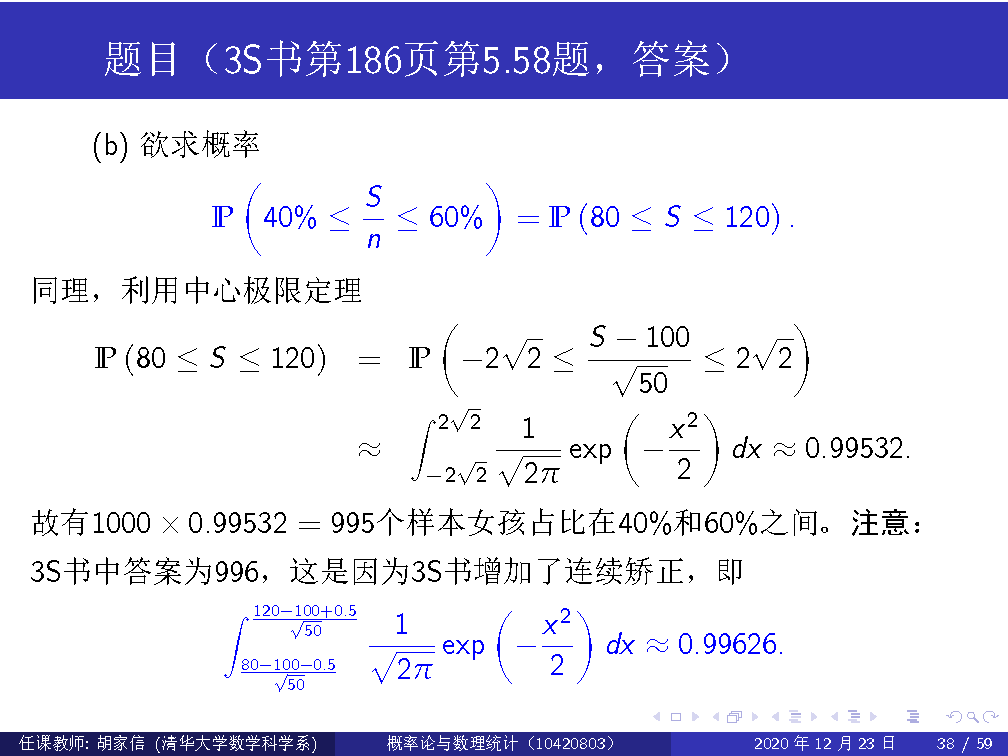 题目（3S书第186页第5.58题，答案）
(b) 欲求概率
ℙ(40% ≤ S/n ≤ 60%) = ℙ(80 ≤ S ≤ 120).
同理，利用中心极限定理
ℙ(80 ≤ S ≤ 120) = ℙ(−2√2 ≤ (S − 100)/√50 ≤ 2√2)
≈ ∫_{−2√2}^{2√2} 1/√(2π) exp(−x²/2) dx ≈ 0.99532.
故有1000 × 0.99532 = 995个样本女孩占比在40%和60%之间。注意：
3S书中答案为996，这是因为3S书增加了连续矫正，即
∫_{(80−100−0.5)/√50}^{(120−100+0.5)/√50} 1/√(2π) exp(−x²/2) dx ≈ 0.99626.
任课教师: 胡家信 (清华大学数学科学系) 概率论与数理统计（10420803） 2020 年 12 月 23 日 38 / 59